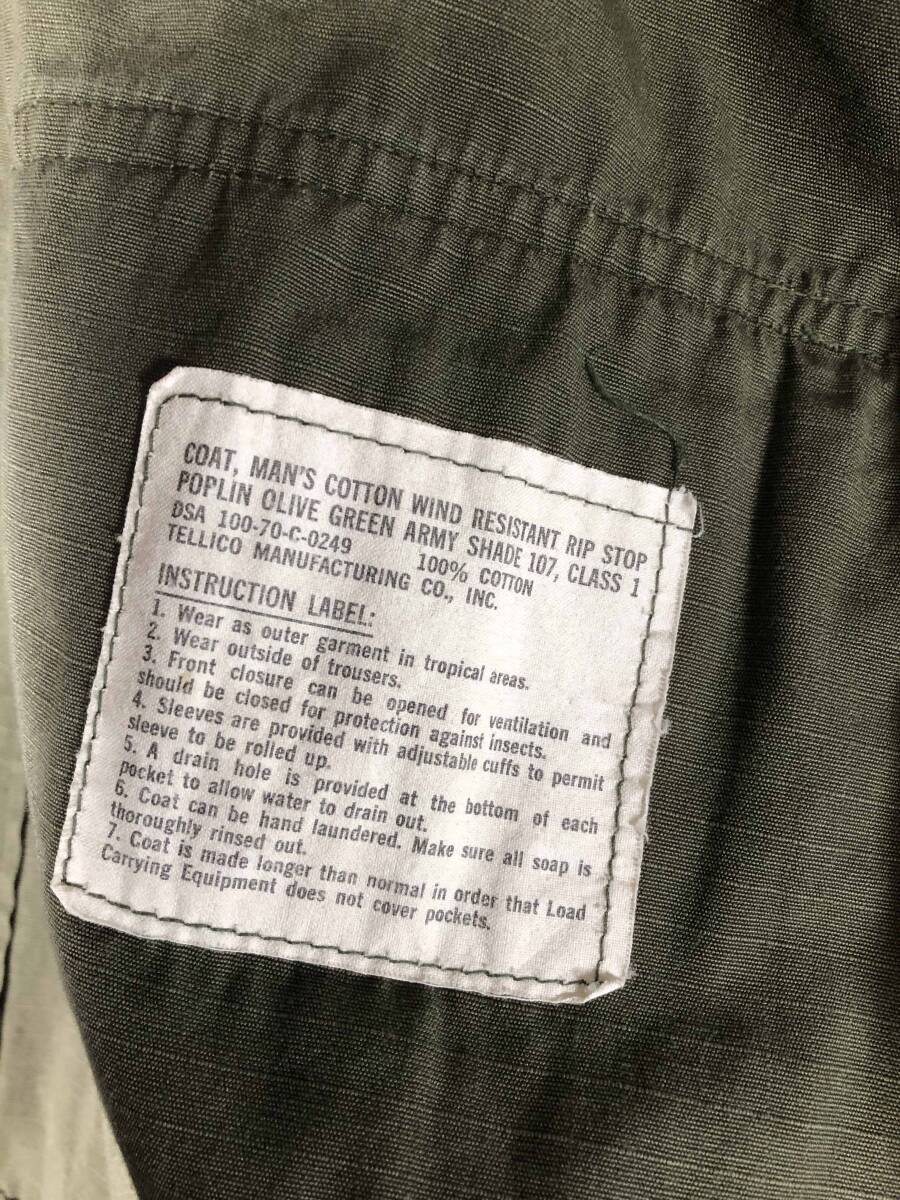 COAT, MAN'S COTTON WIND RESISTANT RIP STOP
POPLIN OLIVE GREEN ARMY SHADE 107, CLASS 1
DSA 100-70-C-0249 100% COTTON
TELLICO MANUFACTURING CO., INC.
INSTRUCTION LABEL:
1. Wear as outer garment in tropical areas.
2. Wear outside of trousers.
3. Front closure can be opened for ventilation and
should be closed for protection against insects.
4. Sleeves are provided with adjustable cuffs to permit
sleeve to be rolled up.
5. A drain hole is provided at the bottom of each
pocket to allow water to drain out.
6. Coat can be hand laundered. Make sure all soap is
thoroughly rinsed out.
7. Coat is made longer than normal in order that Load
Carrying Equipment does not cover pockets.